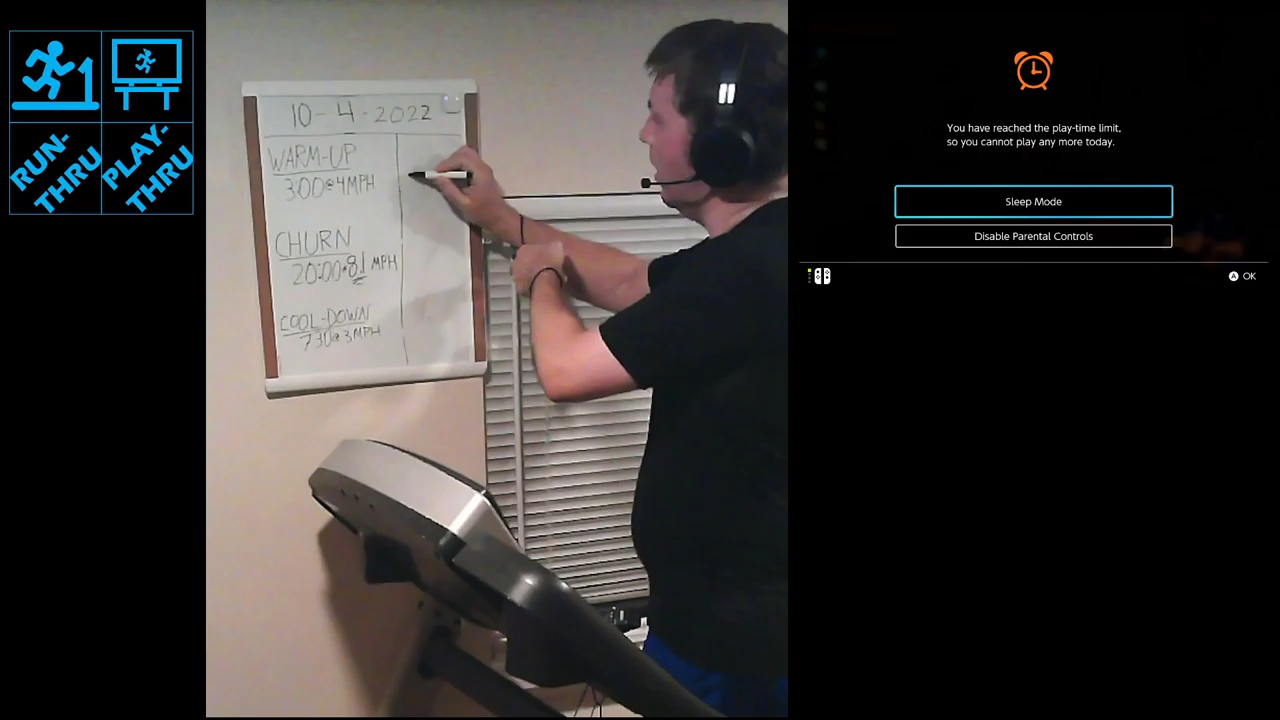 RUN-
THRU
PLAY-
THRU
10-4-2022
WARM-UP
3:00@4MPH
CHURN
20:00@8.1 MPH
COOL-DOWN
7:30@3MPH
You have reached the play-time limit,
so you cannot play any more today.
Sleep Mode
Disable Parental Controls
A OK